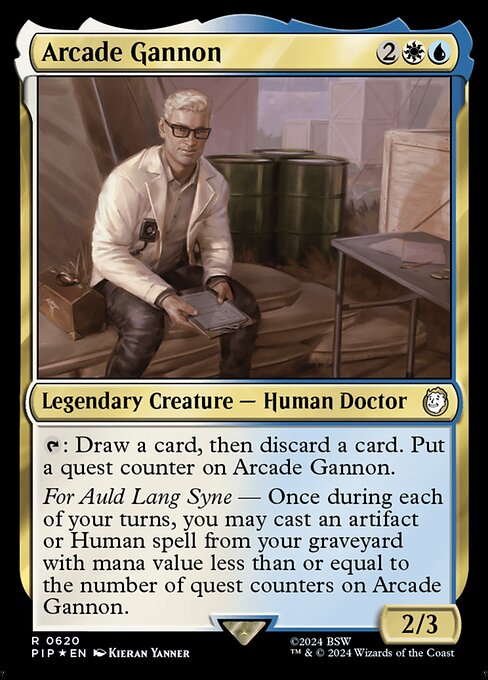 Arcade Gannon 2
Legendary Creature — Human Doctor
: Draw a card, then discard a card. Put
a quest counter on Arcade Gannon.
For Auld Lang Syne — Once during each
of your turns, you may cast an artifact
or Human spell from your graveyard
with mana value less than or equal to
the number of quest counters on Arcade
Gannon.
2/3
R 0620
PIP★EN Kieran Yanner
©2024 BSW
™ & © 2024 Wizards of the Coast